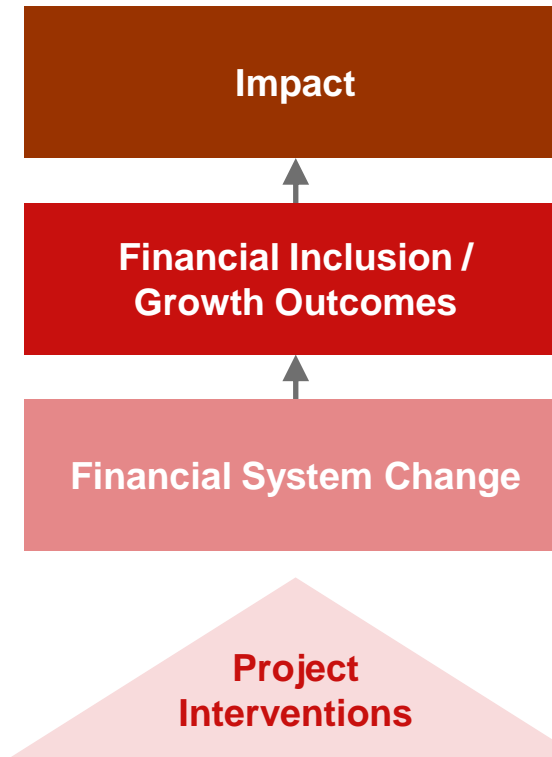 Impact
Financial Inclusion /
Growth Outcomes
Financial System Change
Project
Interventions